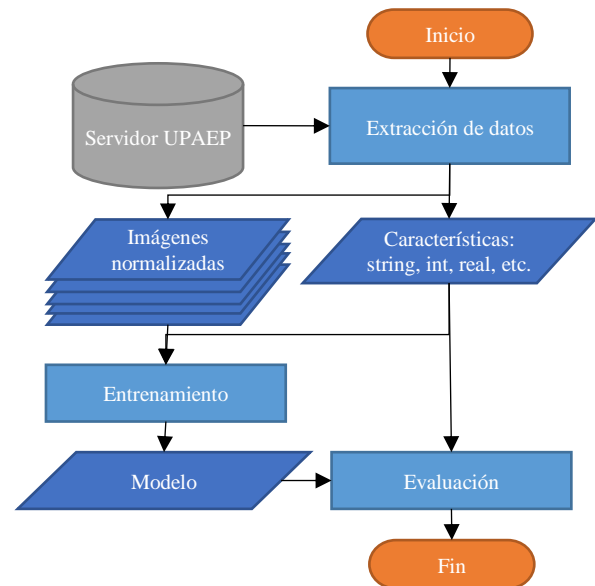 Inicio
Servidor UPAEP
Extracción de datos
Imágenes
normalizadas
Características:
string, int, real, etc.
Entrenamiento
Modelo
Evaluación
Fin